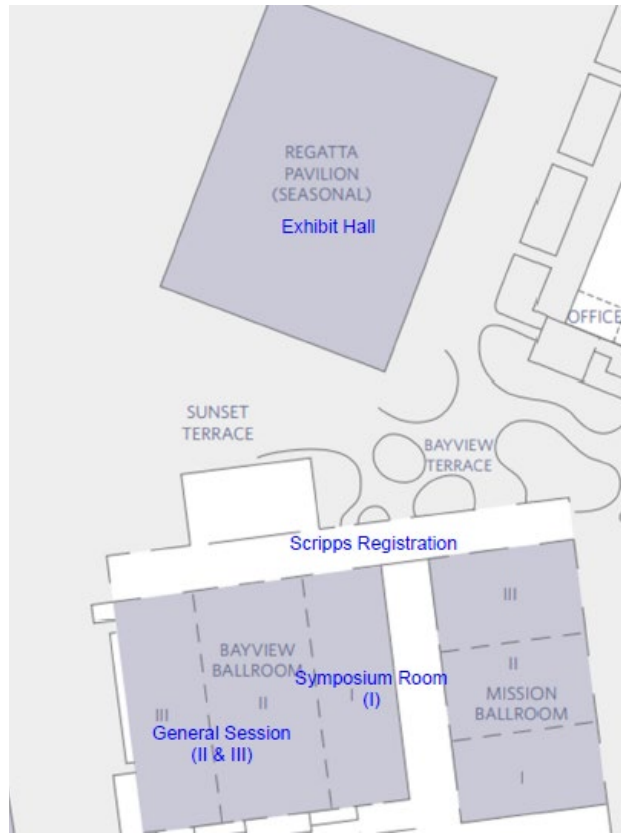 REGATTA
PAVILION
(SEASONAL)
Exhibit Hall
OFFICE
SUNSET
TERRACE
BAYVIEW
TERRACE
Scripps Registration
III
BAYVIEW
BALLROOM
II
Symposium Room
(I)
I
II
MISSION
BALLROOM
III
General Session
(II & III)
I